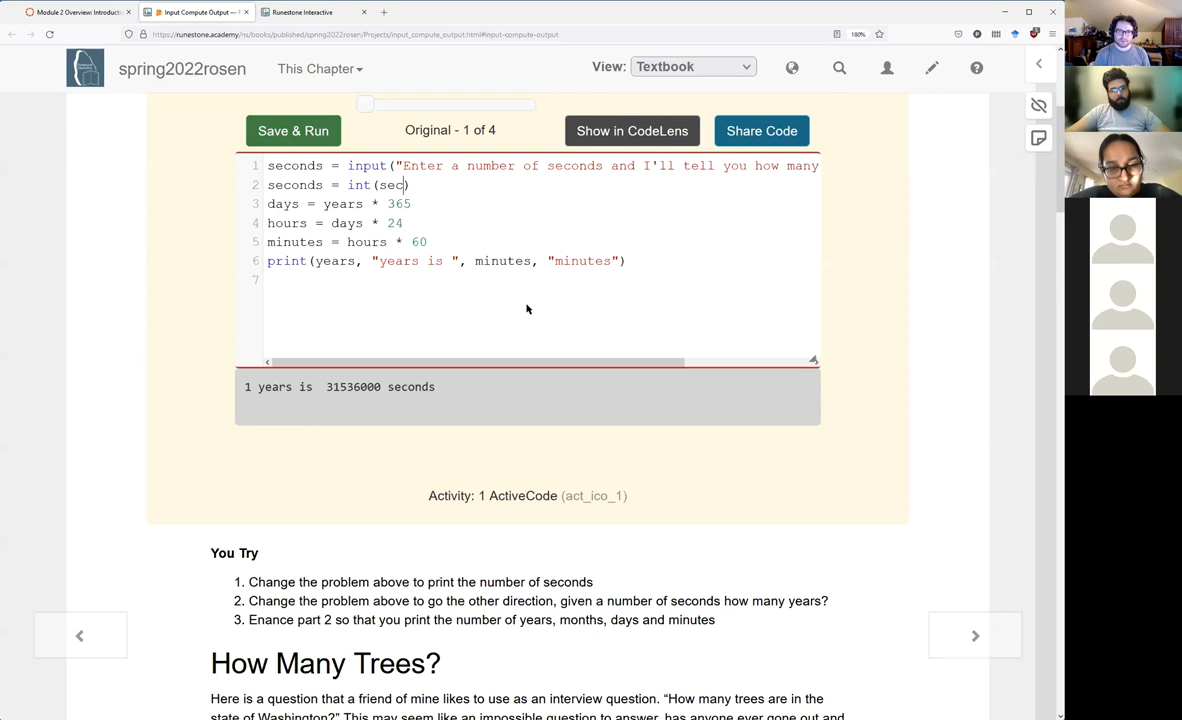 Module 2 Overview: Introducti
Input Compute Output —
Runestone Interactive
https://runestone.academy/ns/books/published/spring2022rosen/Projects/input_compute_output.html#input-compute-output
180%
spring2022rosen
This Chapter
View:
Textbook
Save & Run
Original - 1 of 4
Show in CodeLens
Share Code
1 seconds = input("Enter a number of seconds and I'll tell you how many
2 seconds = int(sec)
3 days = years * 365
4 hours = days * 24
5 minutes = hours * 60
6 print(years, "years is ", minutes, "minutes")
7
1 years is  31536000 seconds
Activity: 1 ActiveCode (act_ico_1)
You Try
1. Change the problem above to print the number of seconds
2. Change the problem above to go the other direction, given a number of seconds how many years?
3. Enance part 2 so that you print the number of years, months, days and minutes
How Many Trees?
Here is a question that a friend of mine likes to use as an interview question. “How many trees are in the
state of Washington?” This may seem like an impossible question to answer, has anyone ever gone out and